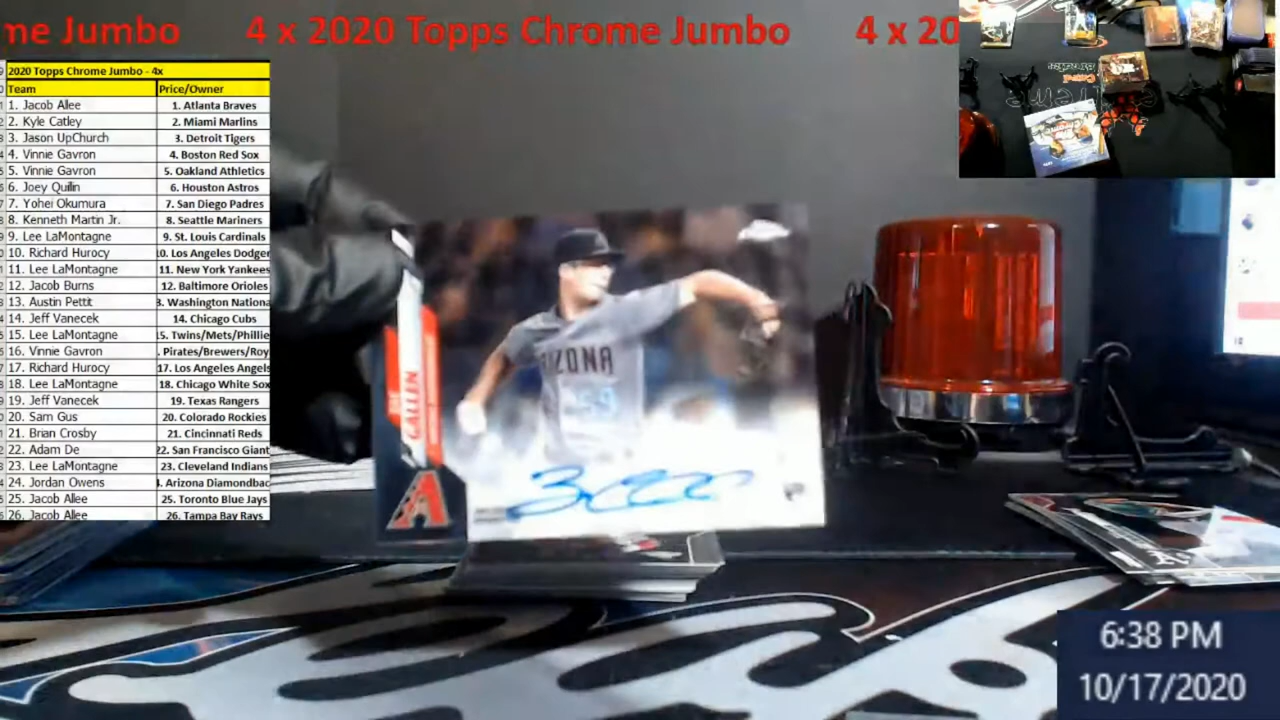 me Jumbo 4 x 2020 Topps Chrome Jumbo 4 x 20
2020 Topps Chrome Jumbo - 4x
Team Price/Owner
1. Jacob Allee 1. Atlanta Braves
2. Kyle Catley 2. Miami Marlins
3. Jason UpChurch 3. Detroit Tigers
4. Vinnie Gavron 4. Boston Red Sox
5. Vinnie Gavron 5. Oakland Athletics
6. Joey Quilin 6. Houston Astros
7. Yohei Okumura 7. San Diego Padres
8. Kenneth Martin Jr. 8. Seattle Mariners
9. Lee LaMontagne 9. St. Louis Cardinals
10. Richard Hurocy 10. Los Angeles Dodger
11. Lee LaMontagne 11. New York Yankees
12. Jacob Burns 12. Baltimore Orioles
13. Austin Pettit 3. Washington Nationa
14. Jeff Vanecek 14. Chicago Cubs
15. Lee LaMontagne 15. Twins/Mets/Phillie
16. Vinnie Gavron . Pirates/Brewers/Roy
17. Richard Hurocy 17. Los Angeles Angels
18. Lee LaMontagne 18. Chicago White Sox
19. Jeff Vanecek 19. Texas Rangers
20. Sam Gus 20. Colorado Rockies
21. Brian Crosby 21. Cincinnati Reds
22. Adam De 22. San Francisco Giant
23. Lee LaMontagne 23. Cleveland Indians
24. Jordan Owens 4. Arizona Diamondbac
25. Jacob Allee 25. Toronto Blue Jays
26. Jacob Allee 26. Tampa Bay Rays
GALLEN
ARIZONA
59
6:38 PM
10/17/2020